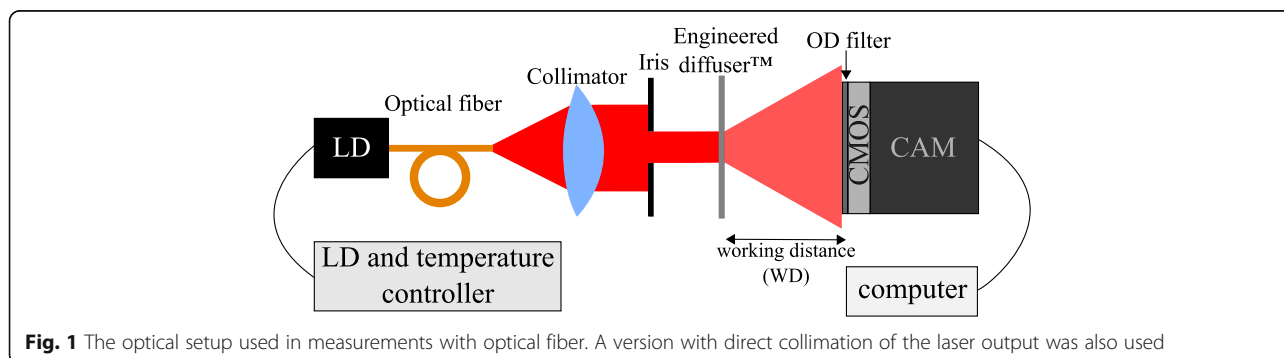 Engineered
diffuser™
OD filter
Iris
Collimator
Optical fiber
LD
CMOS
CAM
working distance
(WD)
LD and temperature
controller
computer
Fig. 1 The optical setup used in measurements with optical fiber. A version with direct collimation of the laser output was also used